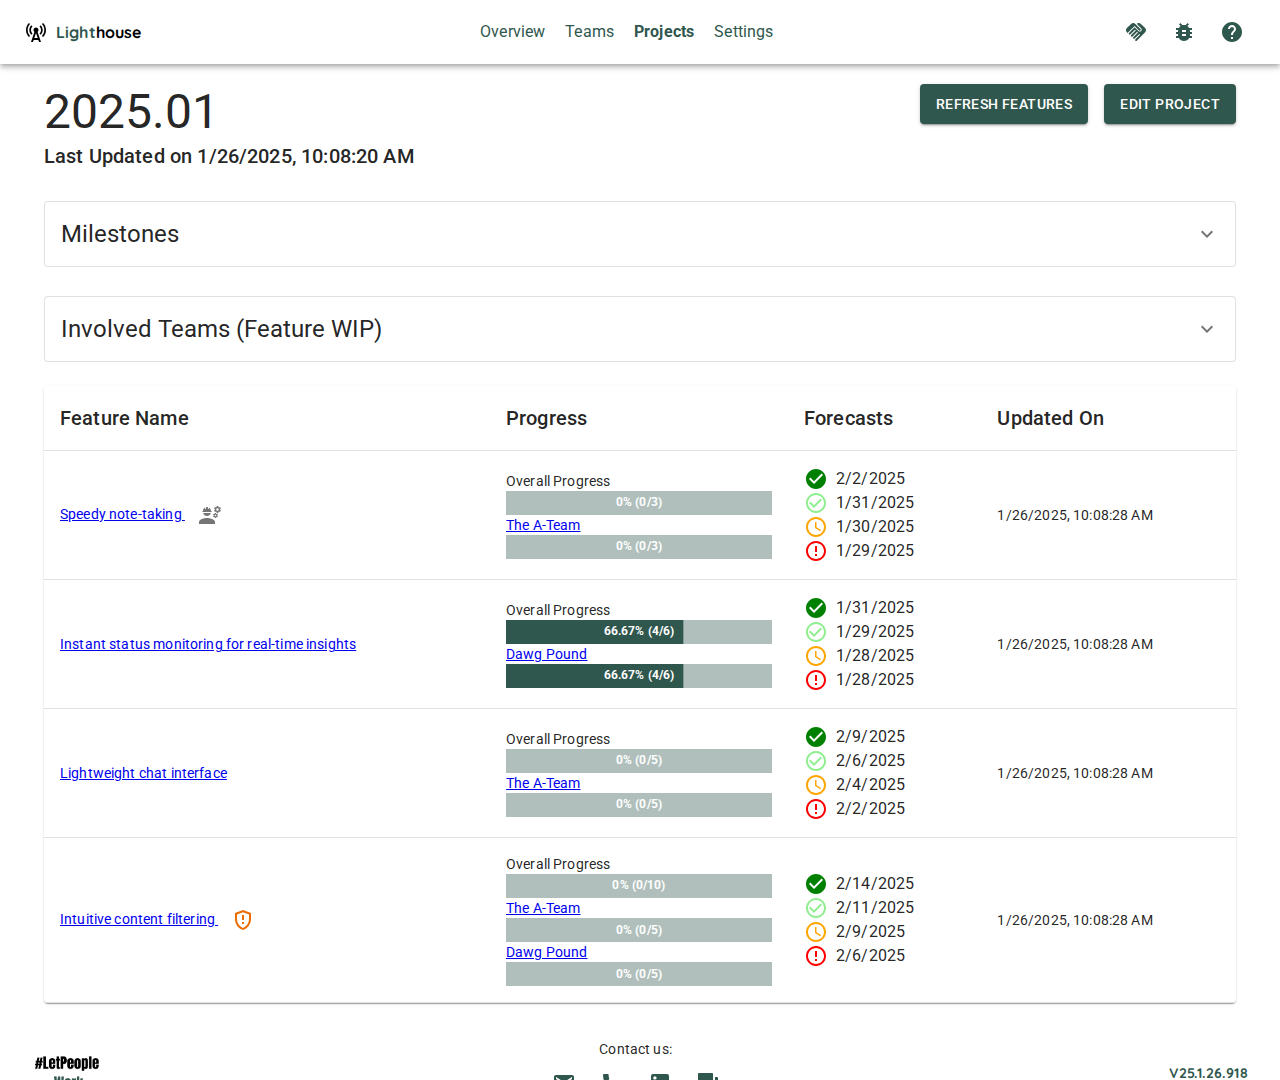 Lighthouse
Overview Teams Projects Settings
2025.01
REFRESH FEATURES EDIT PROJECT
Last Updated on 1/26/2025, 10:08:20 AM
Milestones
Involved Teams (Feature WIP)
Feature Name Progress Forecasts Updated On
Speedy note-taking
Overall Progress
0% (0/3)
The A-Team
0% (0/3)
2/2/2025
1/31/2025
1/30/2025
1/29/2025
1/26/2025, 10:08:28 AM
Instant status monitoring for real-time insights
Overall Progress
66.67% (4/6)
Dawg Pound
66.67% (4/6)
1/31/2025
1/29/2025
1/28/2025
1/28/2025
1/26/2025, 10:08:28 AM
Lightweight chat interface
Overall Progress
0% (0/5)
The A-Team
0% (0/5)
2/9/2025
2/6/2025
2/4/2025
2/2/2025
1/26/2025, 10:08:28 AM
Intuitive content filtering
Overall Progress
0% (0/10)
The A-Team
0% (0/5)
Dawg Pound
0% (0/5)
2/14/2025
2/11/2025
2/9/2025
2/6/2025
1/26/2025, 10:08:28 AM
#LetPeople
Work
Contact us:
V25.1.26.918